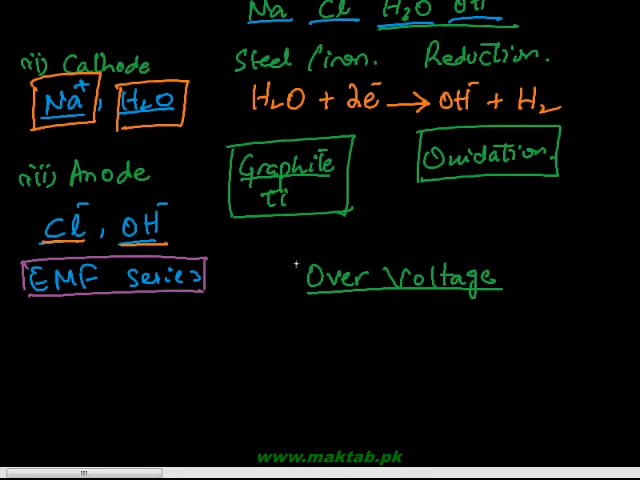 Na Cl H₂O OH⁻
ii) Cathode Steel / iron. Reduction.
Na⁺, H₂O H₂O + 2e⁻ → OH⁻ + H₂
iii) Anode Graphite Oxidation.
Ti
Cl⁻, OH⁻
EMF Series Over Voltage
www.maktab.pk